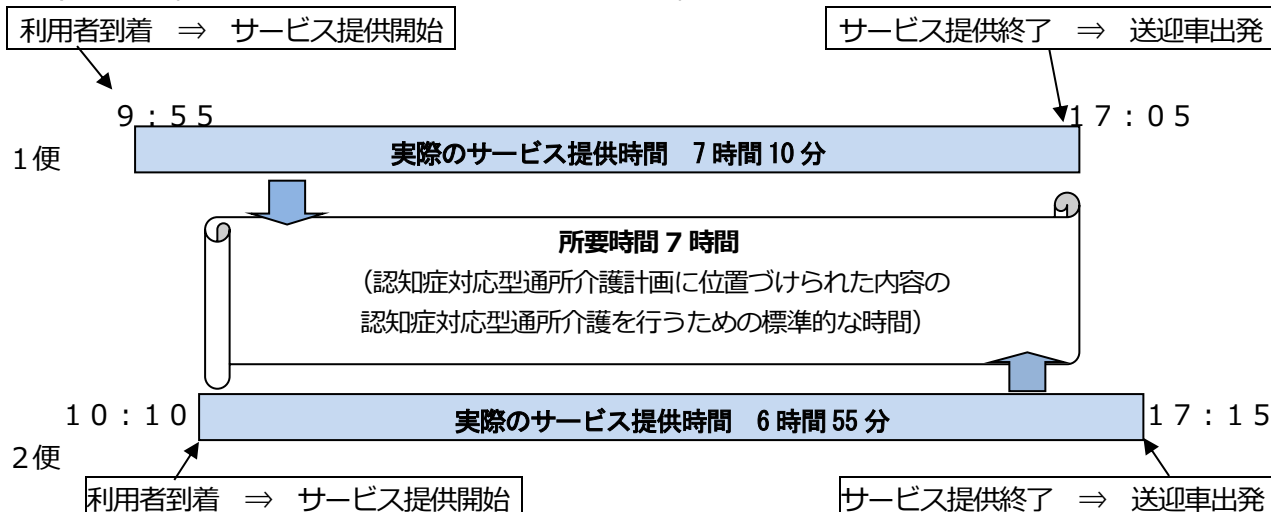 利用者到着　⇒　サービス提供開始
サービス提供終了　⇒　送迎車出発
９：５５
１７：０５
1便
実際のサービス提供時間　7時間10分
所要時間7時間
（認知症対応型通所介護計画に位置づけられた内容の
認知症対応型通所介護を行うための標準的な時間）
１０：１０
実際のサービス提供時間　6時間55分
１７：１５
2便
利用者到着　⇒　サービス提供開始
サービス提供終了　⇒　送迎車出発